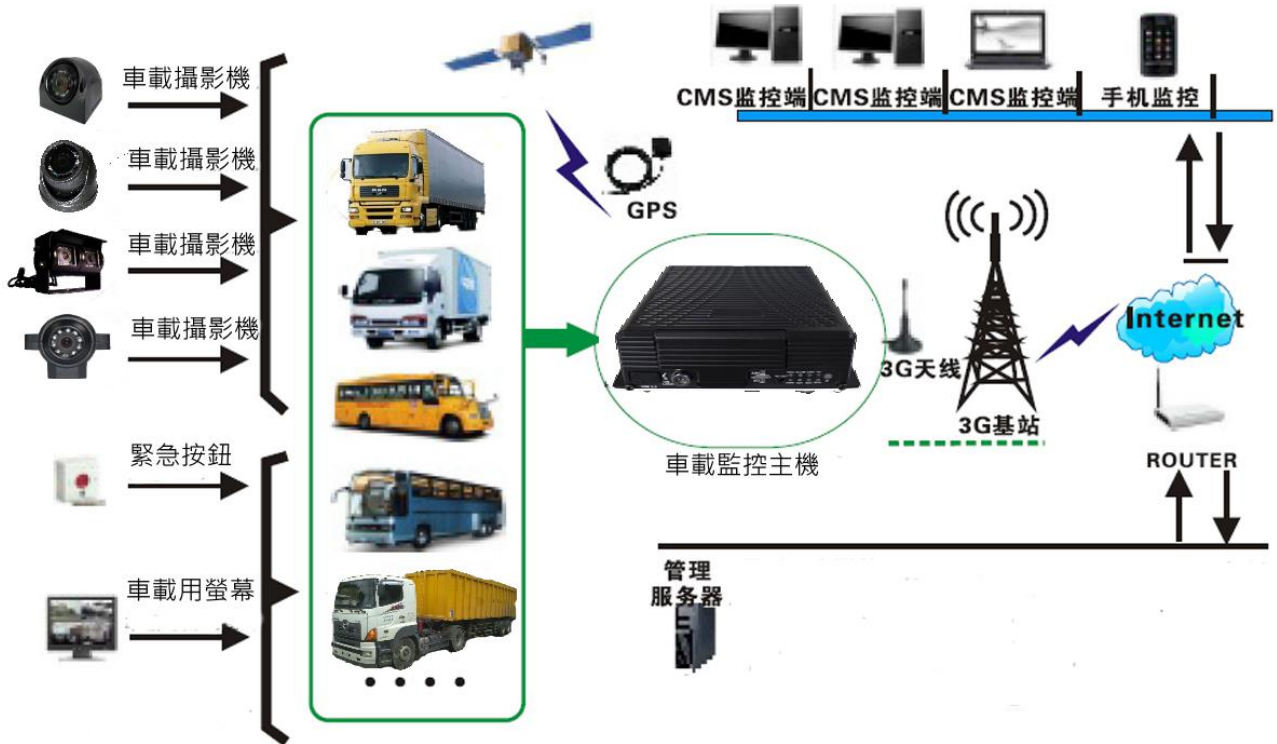 車載攝影機
車載攝影機
車載攝影機
車載攝影機
緊急按鈕
車載用螢幕
GPS
車載監控主機
3G天线
3G基站
CMS监控端
CMS监控端
CMS监控端
手机监控
Internet
ROUTER
管理
服务器